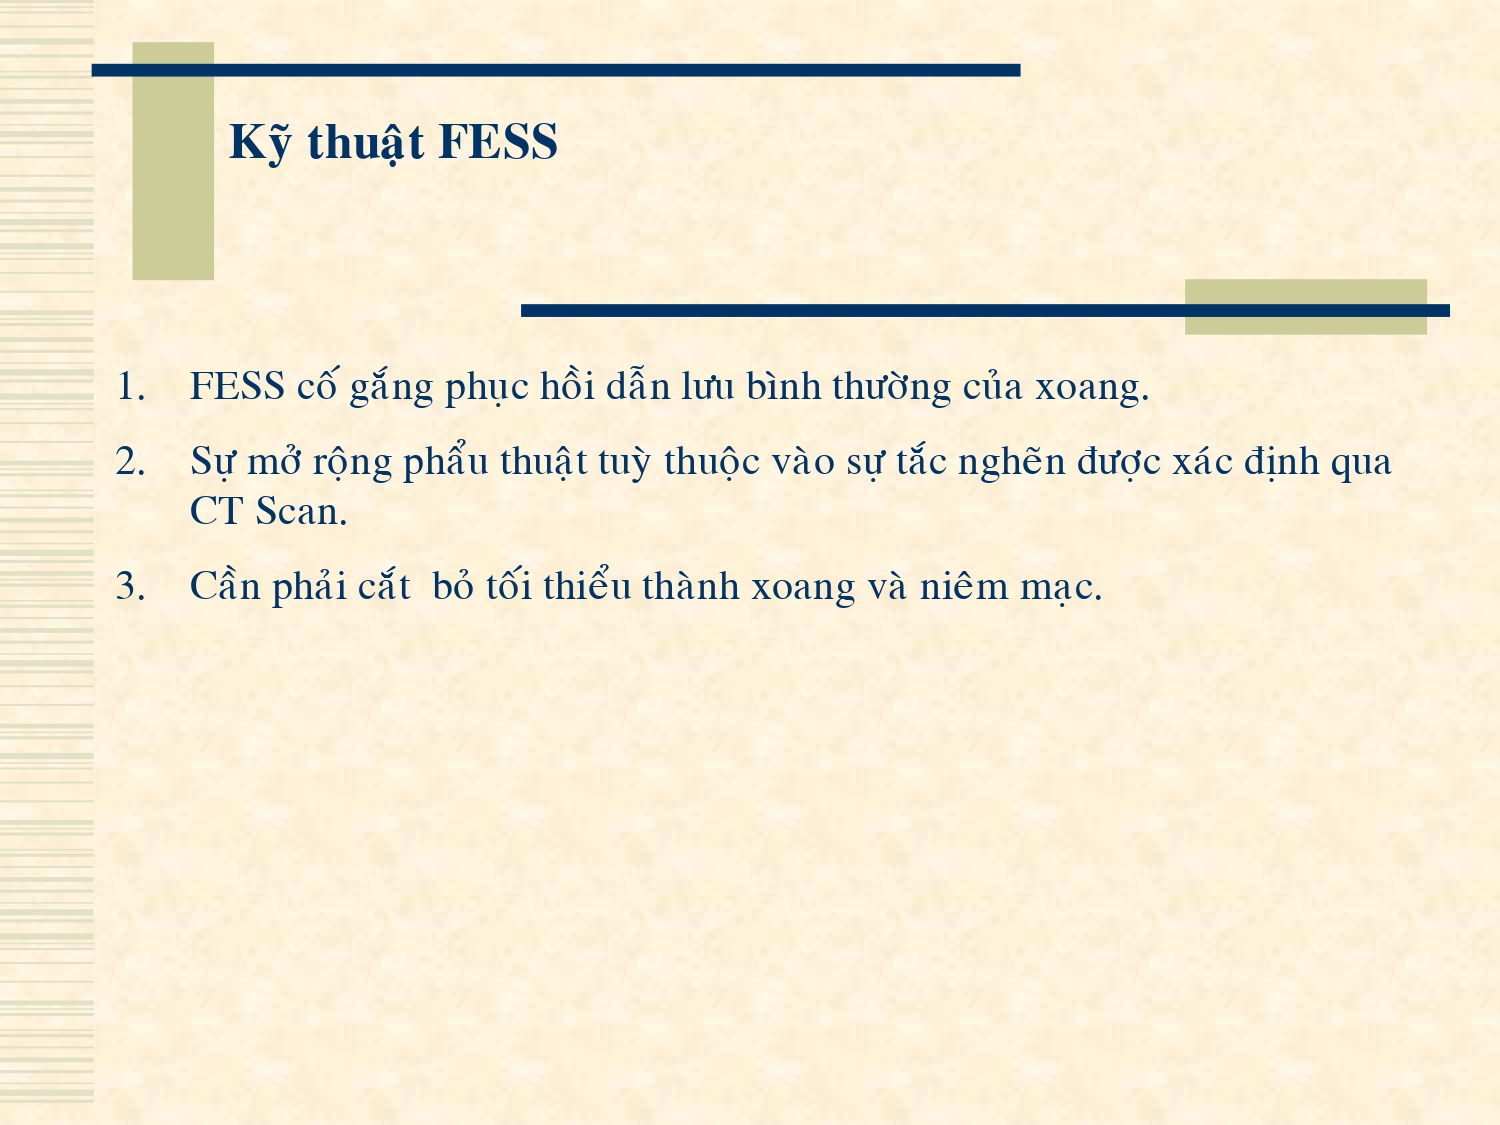 Kỹ thuật FESS
1. FESS cố gắng phục hồi dẫn lưu bình thường của xoang.
2. Sự mở rộng phẩu thuật tuỳ thuộc vào sự tắc nghẽn được xác định qua
CT Scan.
3. Cần phải cắt  bỏ tối thiểu thành xoang và niêm mạc.